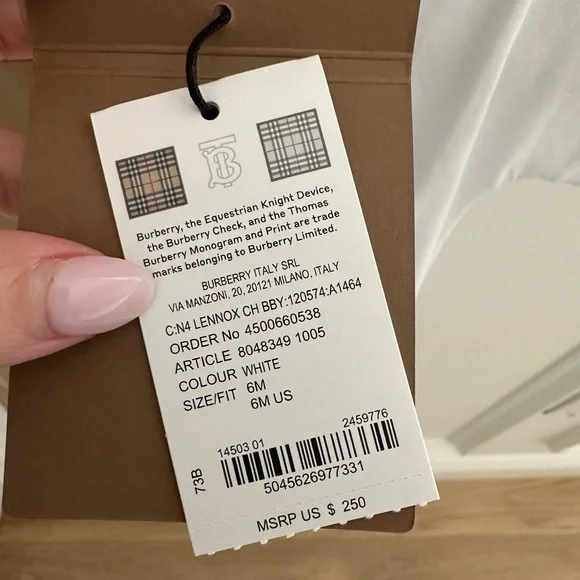 Burberry, the Equestrian Knight Device,
the Burberry Check, and the Thomas
Burberry Monogram and Print are trade
marks belonging to Burberry Limited.
BURBERRY ITALY SRL
VIA MANZONI, 20, 20121 MILANO, ITALY
C:N4 LENNOX CH BBY:120574:A1464
ORDER No 4500660538
ARTICLE 8048349 1005
COLOUR WHITE
SIZE/FIT 6M
6M US
73B
14503 01 2459776
5045626977331
MSRP US $ 250